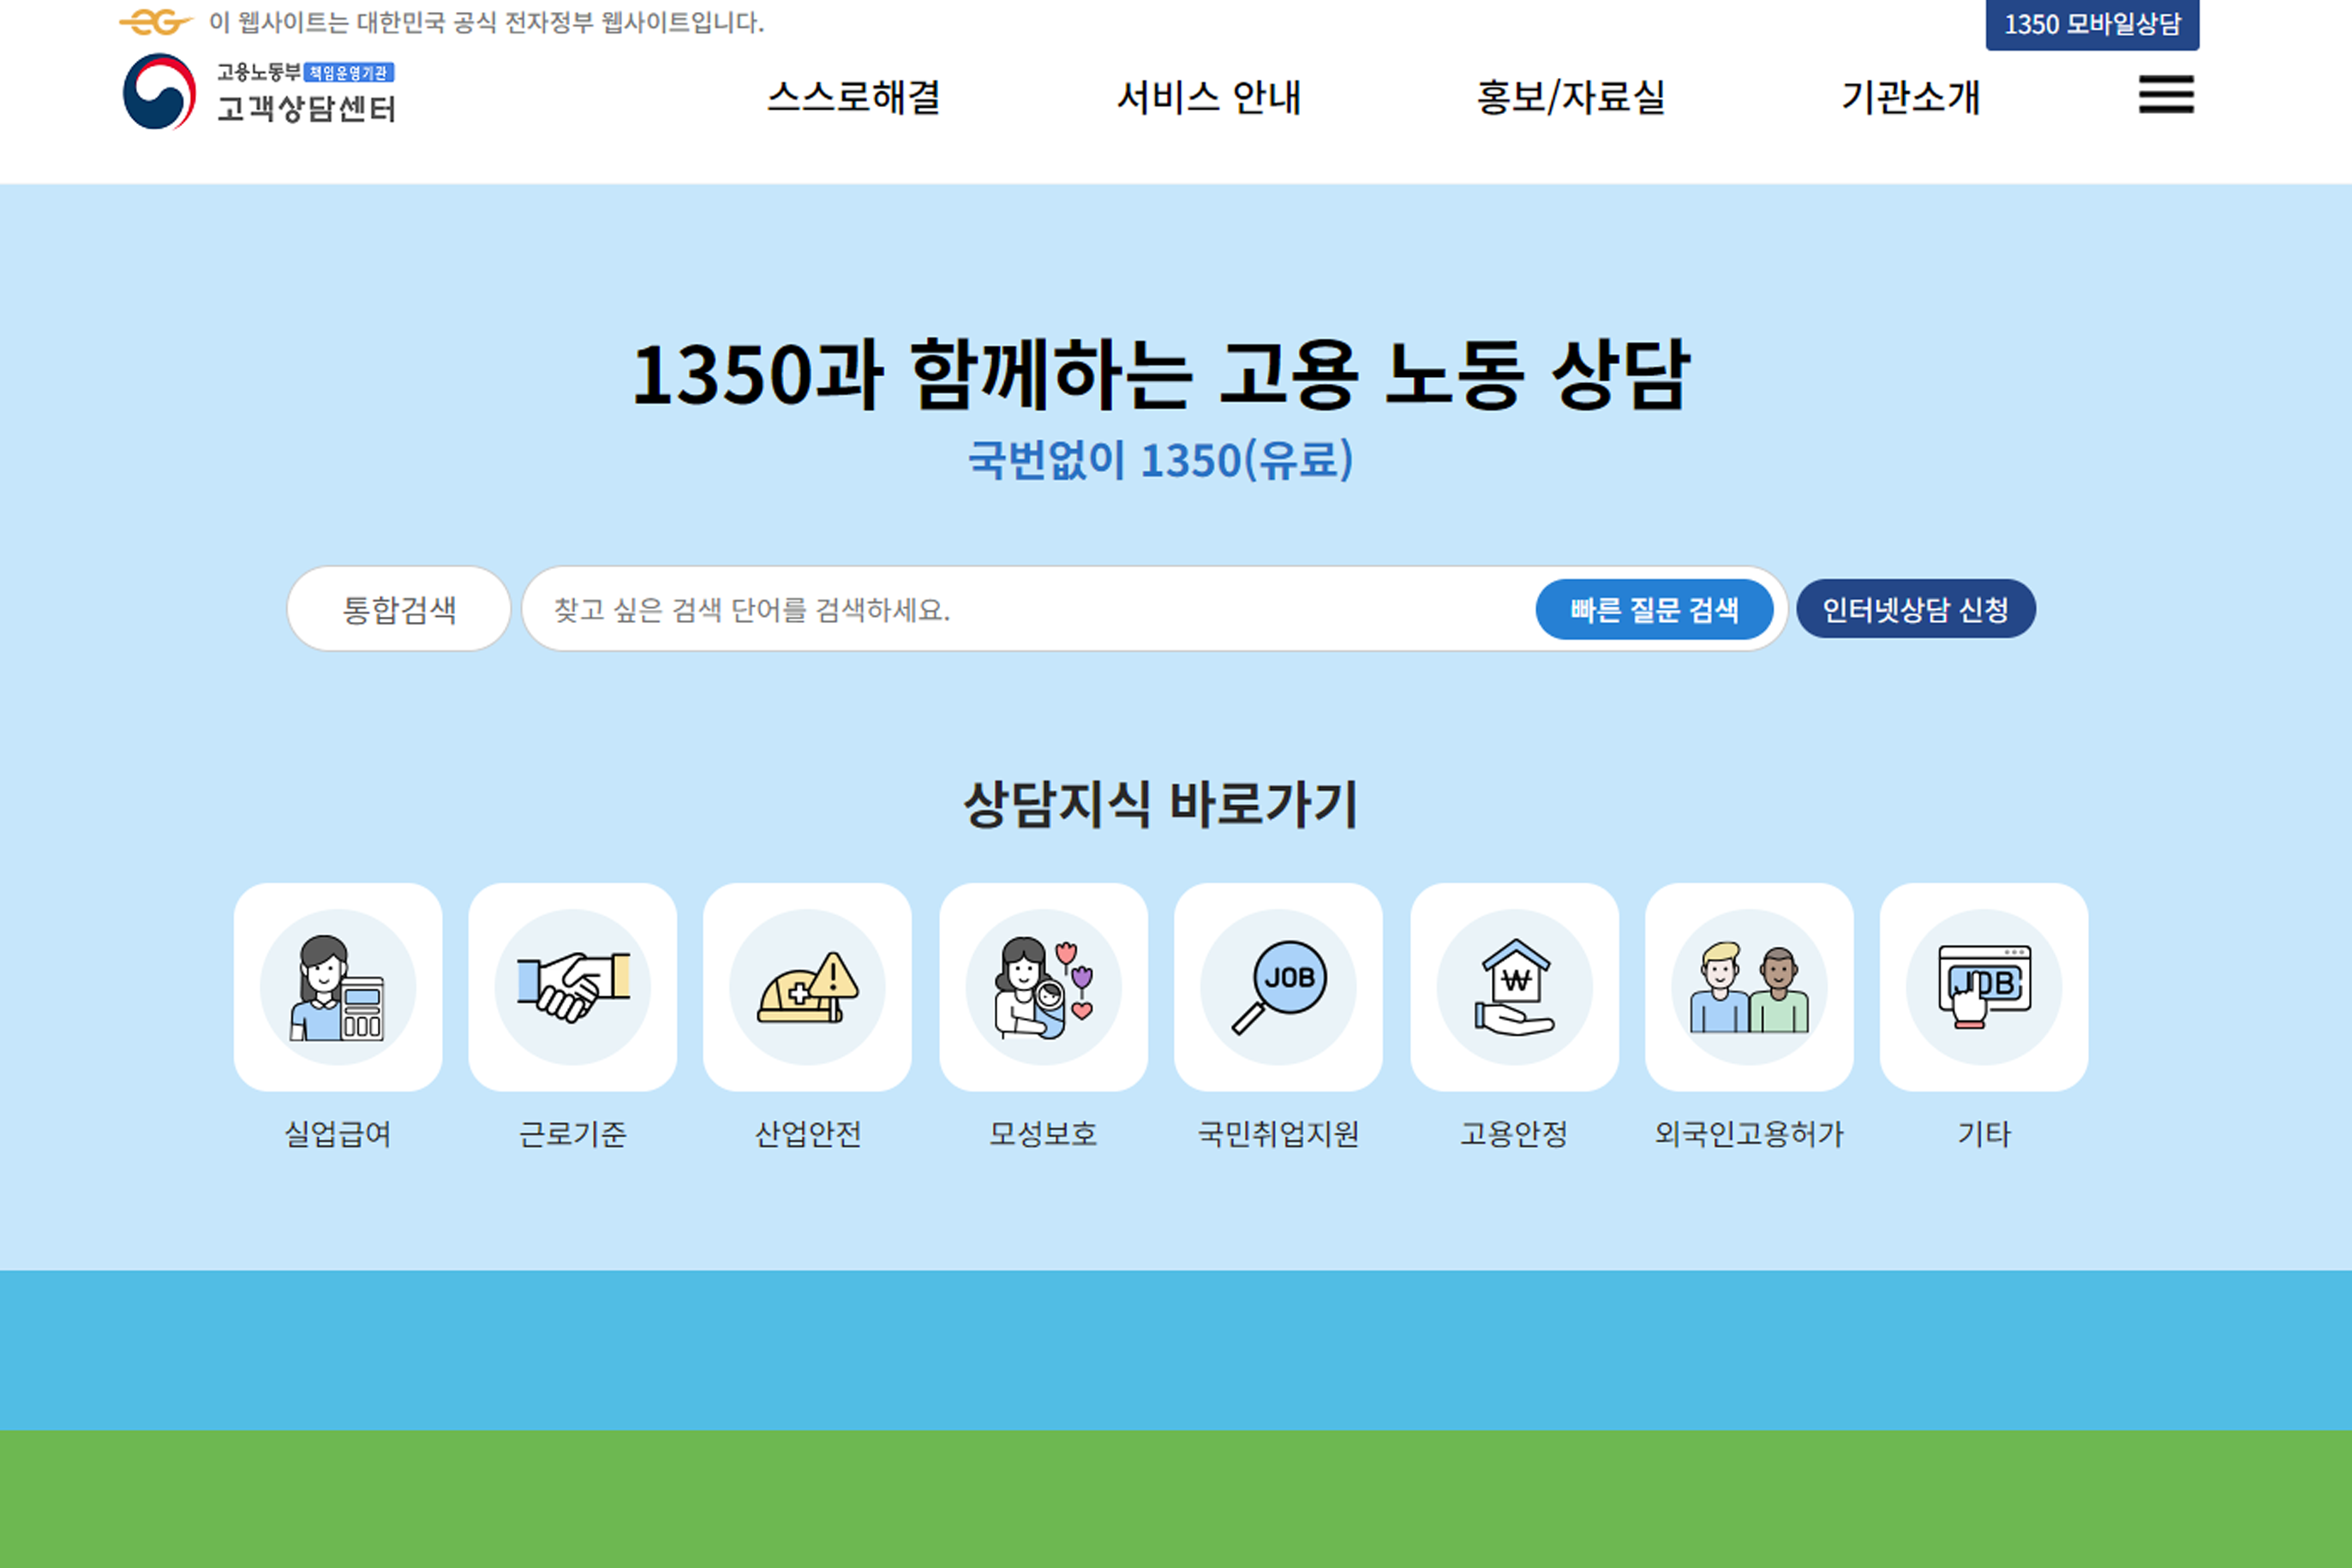 이 웹사이트는 대한민국 공식 전자정부 웹사이트입니다.
1350 모바일상담
고용노동부 책임운영기관
고객상담센터
스스로해결 서비스 안내 홍보/자료실 기관소개
1350과 함께하는 고용 노동 상담
국번없이 1350(유료)
통합검색 찾고 싶은 검색 단어를 검색하세요. 빠른 질문 검색 인터넷상담 신청
상담지식 바로가기
JOB ₩ JOB
실업급여 근로기준 산업안전 모성보호 국민취업지원 고용안정 외국인고용허가 기타